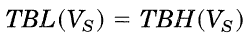 TBL(V_S) = TBH(V_S)